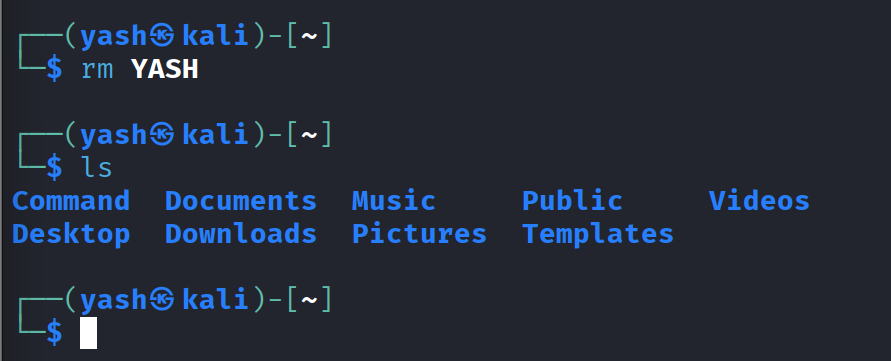 ┌──(yash㉿kali)-[~]
└─$ rm YASH
┌──(yash㉿kali)-[~]
└─$ ls
Command Documents Music Public Videos
Desktop Downloads Pictures Templates
┌──(yash㉿kali)-[~]
└─$